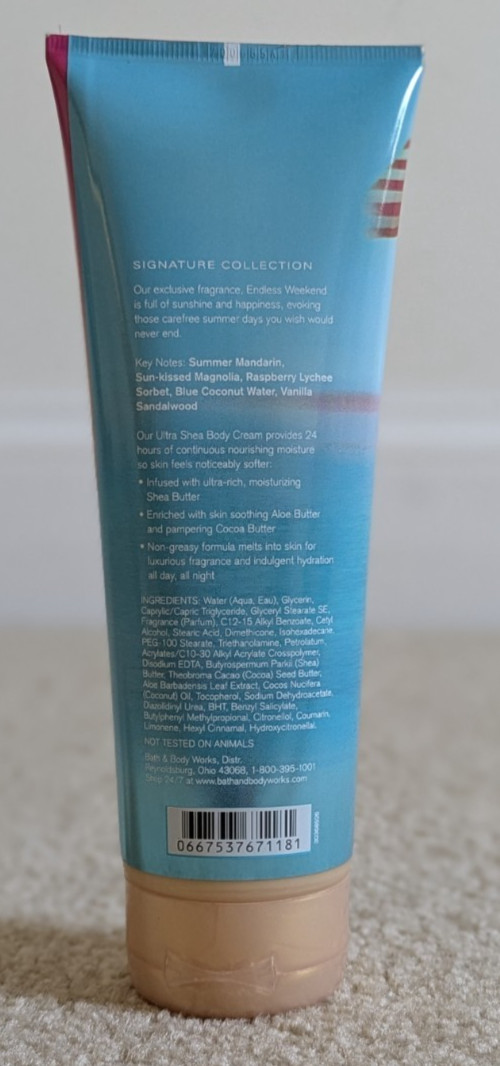 SIGNATURE COLLECTION
Our exclusive fragrance, Endless Weekend
is full of sunshine and happiness, evoking
those carefree summer days you wish would
never end.
Key Notes: Summer Mandarin,
Sun-kissed Magnolia, Raspberry Lychee
Sorbet, Blue Coconut Water, Vanilla
Sandalwood
Our Ultra Shea Body Cream provides 24
hours of continuous nourishing moisture
so skin feels noticeably softer:
• Infused with ultra-rich, moisturizing
Shea Butter
• Enriched with skin soothing Aloe Butter
and pampering Cocoa Butter
• Non-greasy formula melts into skin for
luxurious fragrance and indulgent hydration
all day, all night
INGREDIENTS: Water (Aqua, Eau), Glycerin,
Caprylic/Capric Triglyceride, Glyceryl Stearate SE,
Fragrance (Parfum), C12-15 Alkyl Benzoate, Cetyl
Alcohol, Stearic Acid, Dimethicone, Isohexadecane,
PEG-100 Stearate, Triethanolamine, Petrolatum,
Acrylates/C10-30 Alkyl Acrylate Crosspolymer,
Disodium EDTA, Butyrospermum Parkii (Shea)
Butter, Theobroma Cacao (Cocoa) Seed Butter,
Aloe Barbadensis Leaf Extract, Cocos Nucifera
(Coconut) Oil, Tocopherol, Sodium Dehydroacetate,
Diazolidinyl Urea, BHT, Benzyl Salicylate,
Butylphenyl Methylpropional, Citronellol, Coumarin,
Limonene, Hexyl Cinnamal, Hydroxycitronellal.
NOT TESTED ON ANIMALS
Bath & Body Works, Distr.
Reynoldsburg, Ohio 43068, 1-800-395-1001
Shop 24/7 at www.bathandbodyworks.com
0667537671181